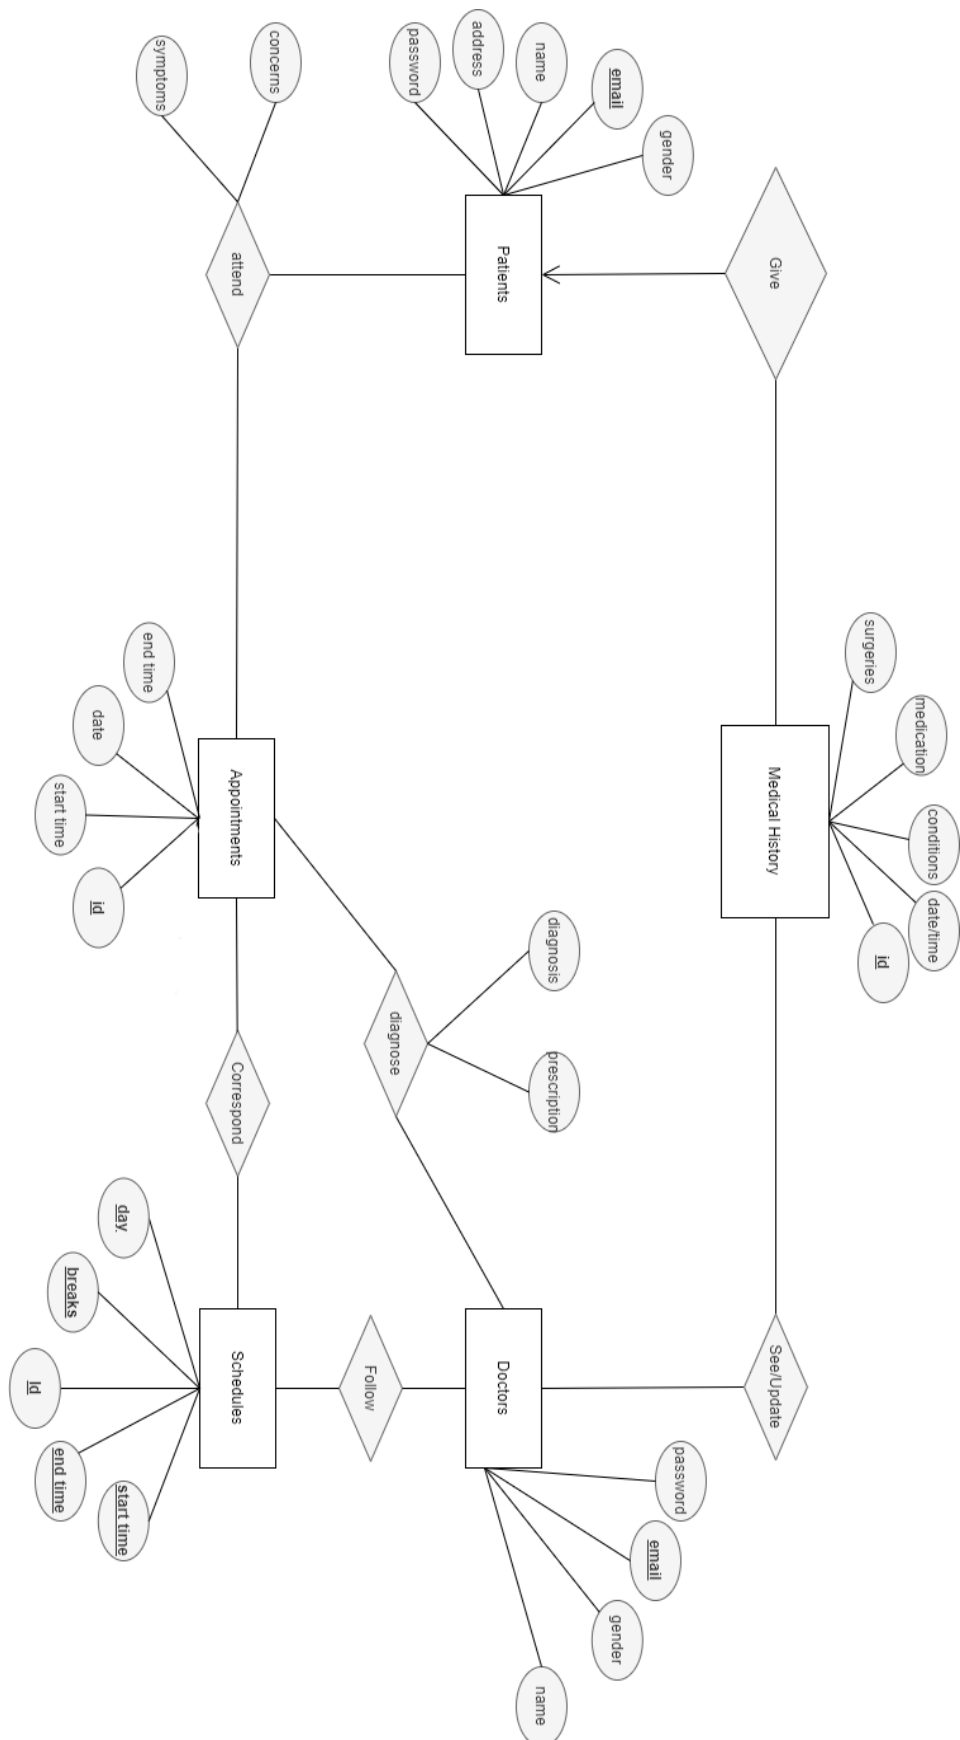 gender
email
name
address
password
Give
Patients
concerns
symptoms
attend
surgeries
medication
conditions
date/time
id
Medical History
end time
date
start time
id
Appointments
diagnosis
prescription
diagnose
Correspond
See/Update
Doctors
Follow
Schedules
day
breaks
Id
end time
start time
password
email
gender
name